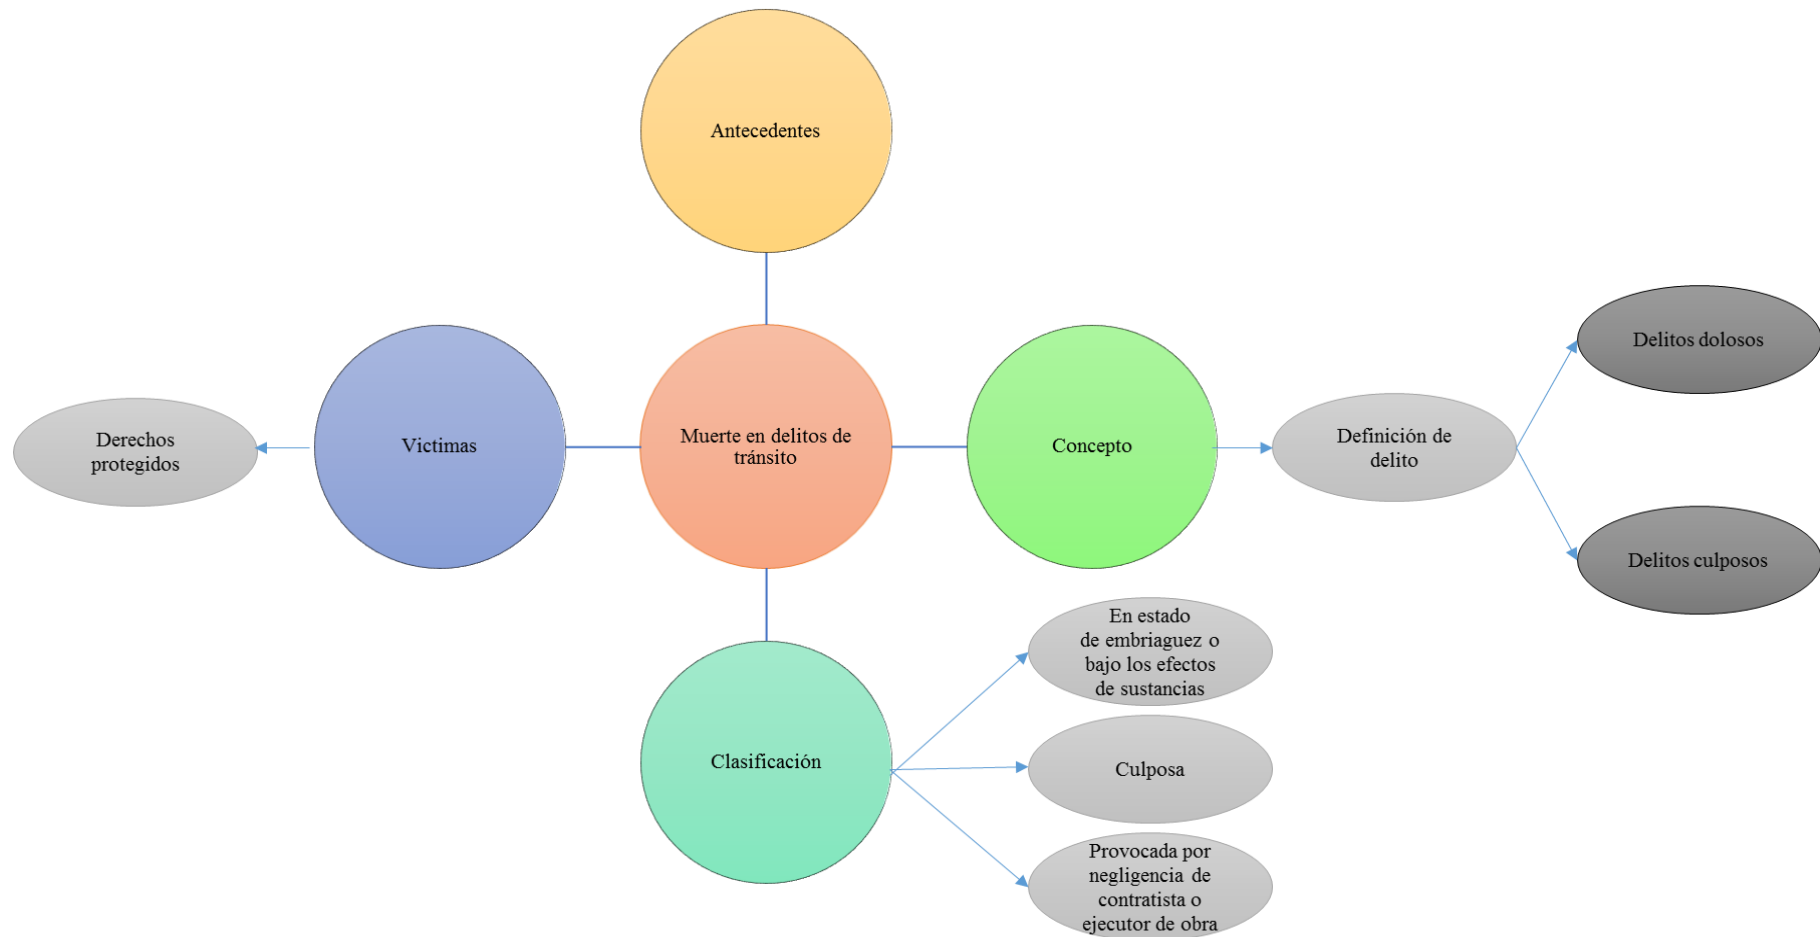 Antecedentes
Delitos dolosos
Derechos
protegidos
Victimas
Muerte en delitos de
tránsito
Concepto
Definición de
delito
Delitos culposos
En estado
de embriaguez o
bajo los efectos
de sustancias
Clasificación
Culposa
Provocada por
negligencia de
contratista o
ejecutor de obra